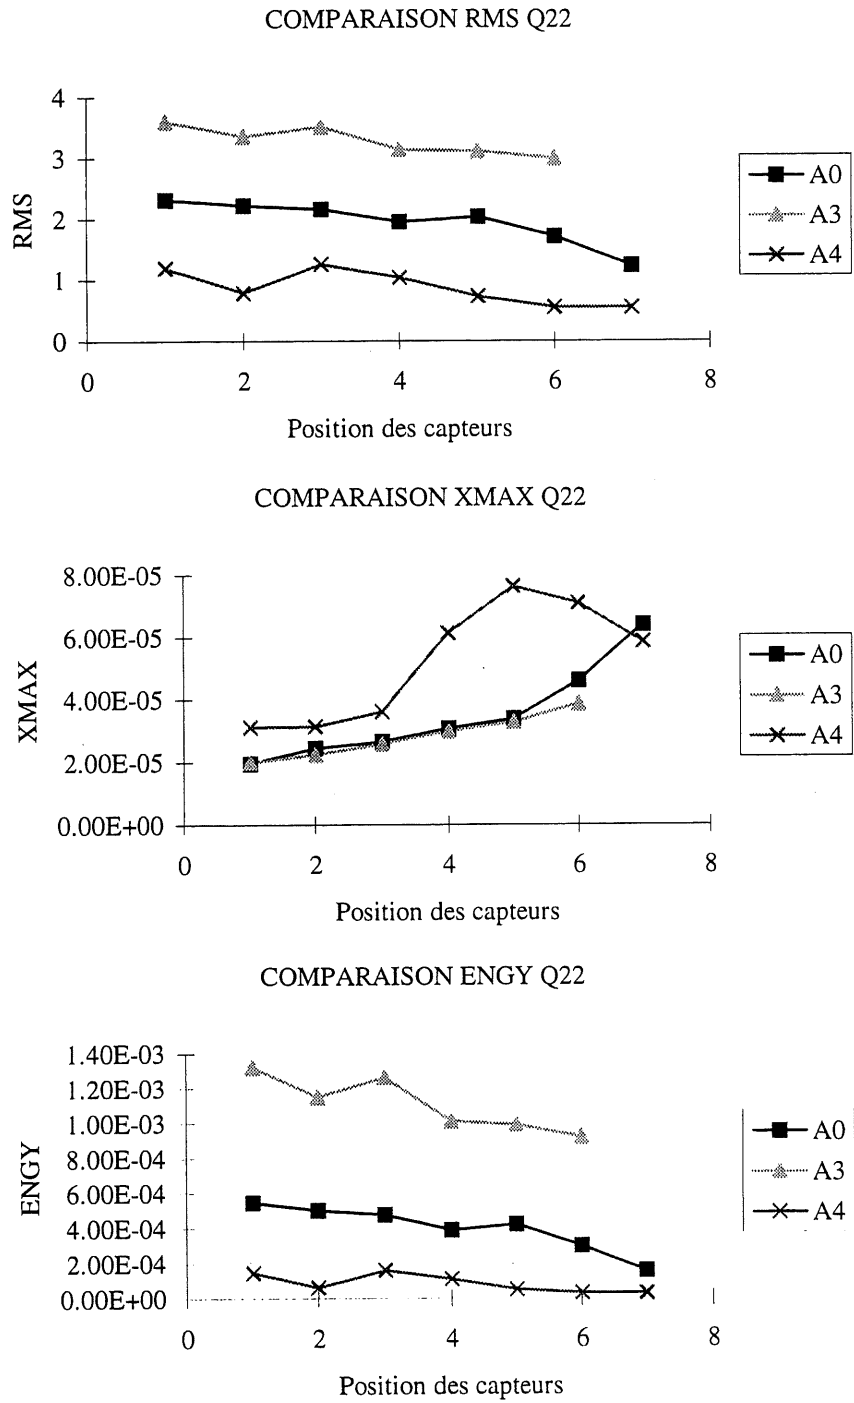 COMPARAISON RMS Q22
4
3
2
1
0
RMS
0 2 4 6 8
Position des capteurs
A0
A3
A4
COMPARAISON XMAX Q22
8.00E-05
6.00E-05
4.00E-05
2.00E-05
0.00E+00
XMAX
0 2 4 6 8
Position des capteurs
A0
A3
A4
COMPARAISON ENGY Q22
1.40E-03
1.20E-03
1.00E-03
8.00E-04
6.00E-04
4.00E-04
2.00E-04
0.00E+00
ENGY
0 2 4 6 8
Position des capteurs
A0
A3
A4